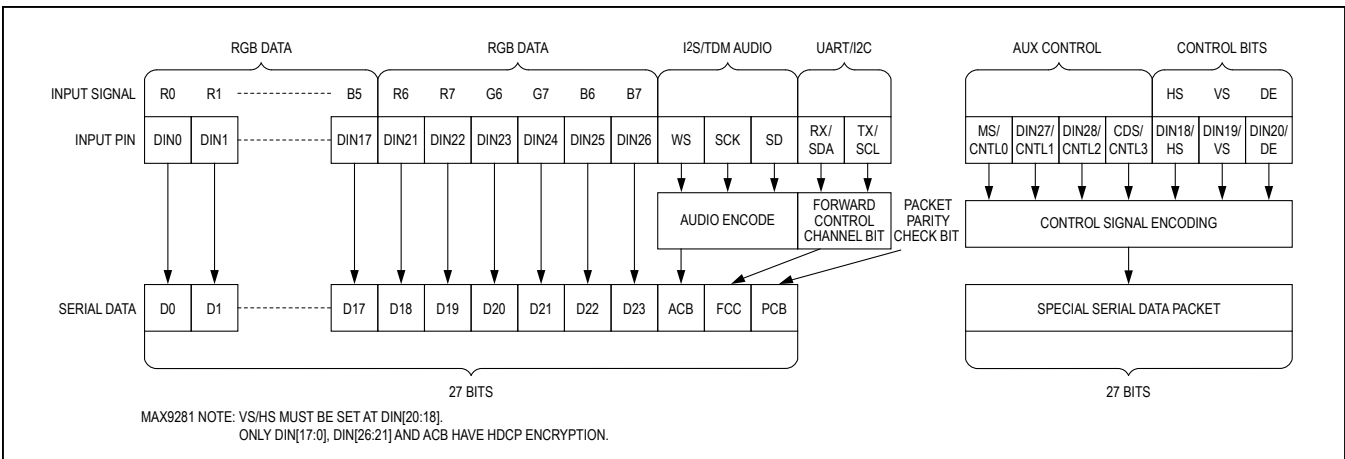 RGB DATA RGB DATA I2S/TDM AUDIO UART/I2C AUX CONTROL CONTROL BITS
INPUT SIGNAL R0 R1 B5 R6 R7 G6 G7 B6 B7 HS VS DE
INPUT PIN DIN0 DIN1 DIN17 DIN21 DIN22 DIN23 DIN24 DIN25 DIN26 WS SCK SD RX/SDA TX/SCL MS/CNTL0 DIN27/CNTL1 DIN28/CNTL2 CDS/CNTL3 DIN18/HS DIN19/VS DIN20/DE
AUDIO ENCODE
FORWARD
CONTROL
CHANNEL BIT
PACKET
PARITY
CHECK BIT
CONTROL SIGNAL ENCODING
SERIAL DATA D0 D1 D17 D18 D19 D20 D21 D22 D23 ACB FCC PCB SPECIAL SERIAL DATA PACKET
27 BITS 27 BITS
MAX9281 NOTE: VS/HS MUST BE SET AT DIN[20:18].
ONLY DIN[17:0], DIN[26:21] AND ACB HAVE HDCP ENCRYPTION.